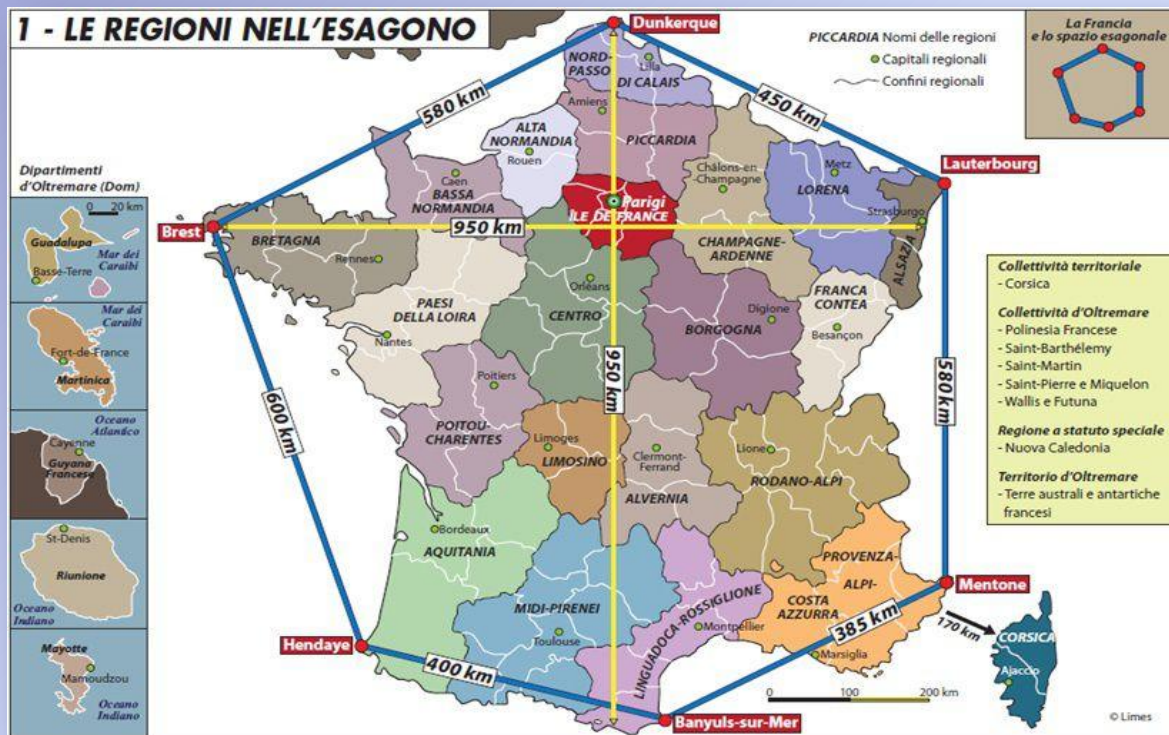 1 - LE REGIONI NELL'ESAGONO
Dunkerque
PICCARDIA Nomi delle regioni
Capitali regionali
Confini regionali
La Francia
e lo spazio esagonale
580 km
450 km
NORD-
PASSO
DI CALAIS
Lilla
Amiens
PICCARDIA
ALTA
NORMANDIA
Rouen
Caen
BASSA
NORMANDIA
Châlons-en
-Champagne
Metz
LORENA
Lauterbourg
Strasburgo
ALSAZIA
Parigi
ILE DE FRANCE
Brest
950 km
BRETAGNA
Rennes
CHAMPAGNE-
ARDENNE
PAESI
DELLA LOIRA
Nantes
Orléans
CENTRO
BORGOGNA
Digione
FRANCA
CONTEA
Besançon
950 km
580 km
600 km
Poitiers
POITOU-
CHARENTES
Limoges
LIMOSINO
Clermont-
Ferrand
ALVERNIA
Lione
RODANO-ALPI
Bordeaux
AQUITANIA
MIDI-PIRENEI
Toulouse
LINGUADOCA-ROSSIGLIONE
Montpellier
PROVENZA-
ALPI-
COSTA
AZZURRA
Marsiglia
Mentone
385 km
170 km
CORSICA
Ajaccio
Hendaye
400 km
Banyuls-sur-Mer
0 100 200 km
© Limes
Dipartimenti
d'Oltremare (Dom)
0 20 km
Guadalupa
Mar dei
Caraibi
Basse-Terre
Mar dei
Caraibi
Fort-de-France
Martinica
Oceano
Atlantico
Cayenne
Guyana
Francese
St-Denis
Riunione
Oceano
Indiano
Mayotte
Mamoudzou
Oceano
Indiano
Collettività territoriale
- Corsica
Collettività d'Oltremare
- Polinesia Francese
- Saint-Barthélemy
- Saint-Martin
- Saint-Pierre e Miquelon
- Wallis e Futuna
Regione a statuto speciale
- Nuova Caledonia
Territorio d'Oltremare
- Terre australi e antartiche
francesi